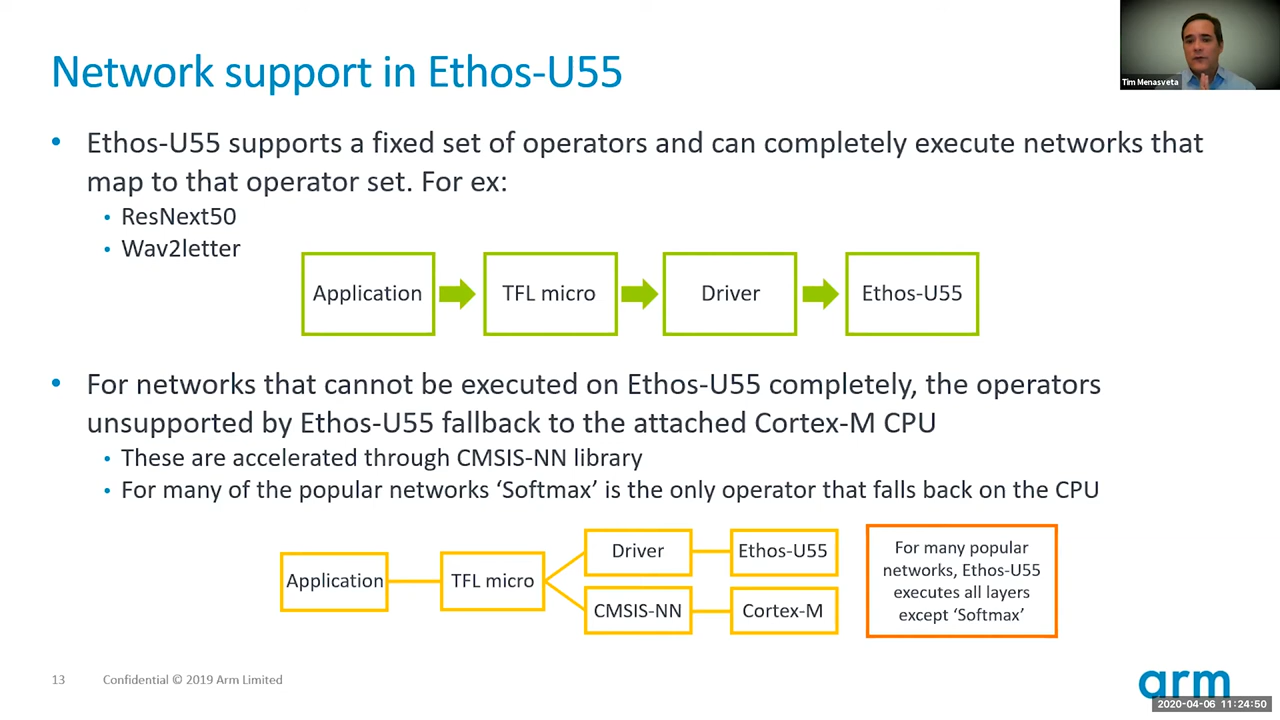 Network support in Ethos-U55
Tim Menasveta
• Ethos-U55 supports a fixed set of operators and can completely execute networks that
map to that operator set. For ex:
• ResNext50
• Wav2letter
Application
TFL micro
Driver
Ethos-U55
• For networks that cannot be executed on Ethos-U55 completely, the operators
unsupported by Ethos-U55 fallback to the attached Cortex-M CPU
• These are accelerated through CMSIS-NN library
• For many of the popular networks ‘Softmax’ is the only operator that falls back on the CPU
Application
TFL micro
Driver
Ethos-U55
CMSIS-NN
Cortex-M
For many popular
networks, Ethos-U55
executes all layers
except ‘Softmax’
13
Confidential © 2019 Arm Limited
arm
2020-04-06 11:24:50